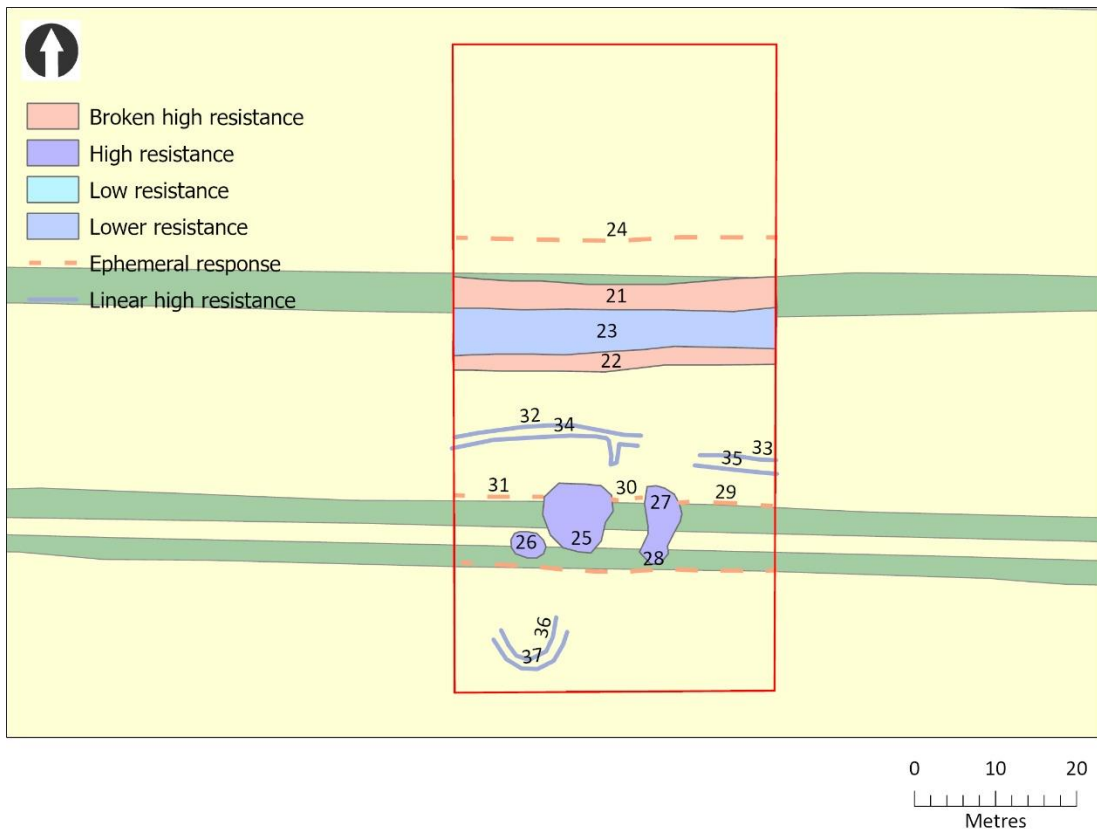 Broken high resistance
High resistance
Low resistance
Lower resistance
Ephemeral response
Linear high resistance
24
21
23
22
32
34
33
35
31
30
29
27
25
26
28
36
37
0 10 20
Metres